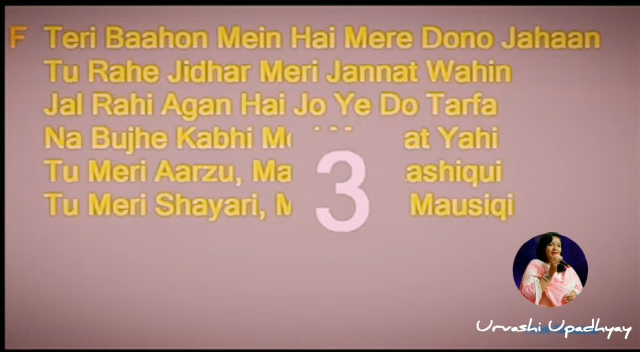 F Teri Baahon Mein Hai Mere Dono Jahaan
Tu Rahe Jidhar Meri Jannat Wahin
Jal Rahi Agan Hai Jo Ye Do Tarfa
Na Bujhe Kabhi at Yahi
Tu Meri Aarzu, Ma ashiqui
Tu Meri Shayari, Mausiqi
3
Urvashi Upadhyay